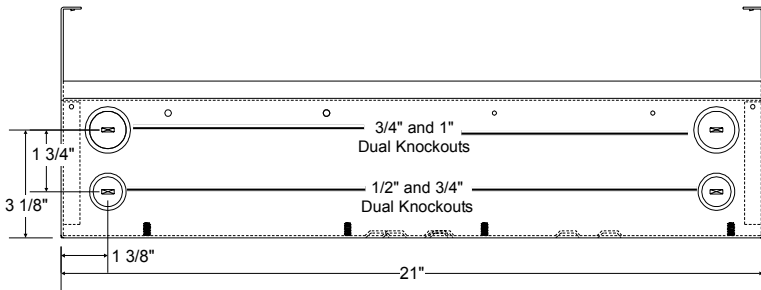 3/4" and 1"
Dual Knockouts
1 3/4"
1/2" and 3/4"
Dual Knockouts
3 1/8"
1 3/8"
21"